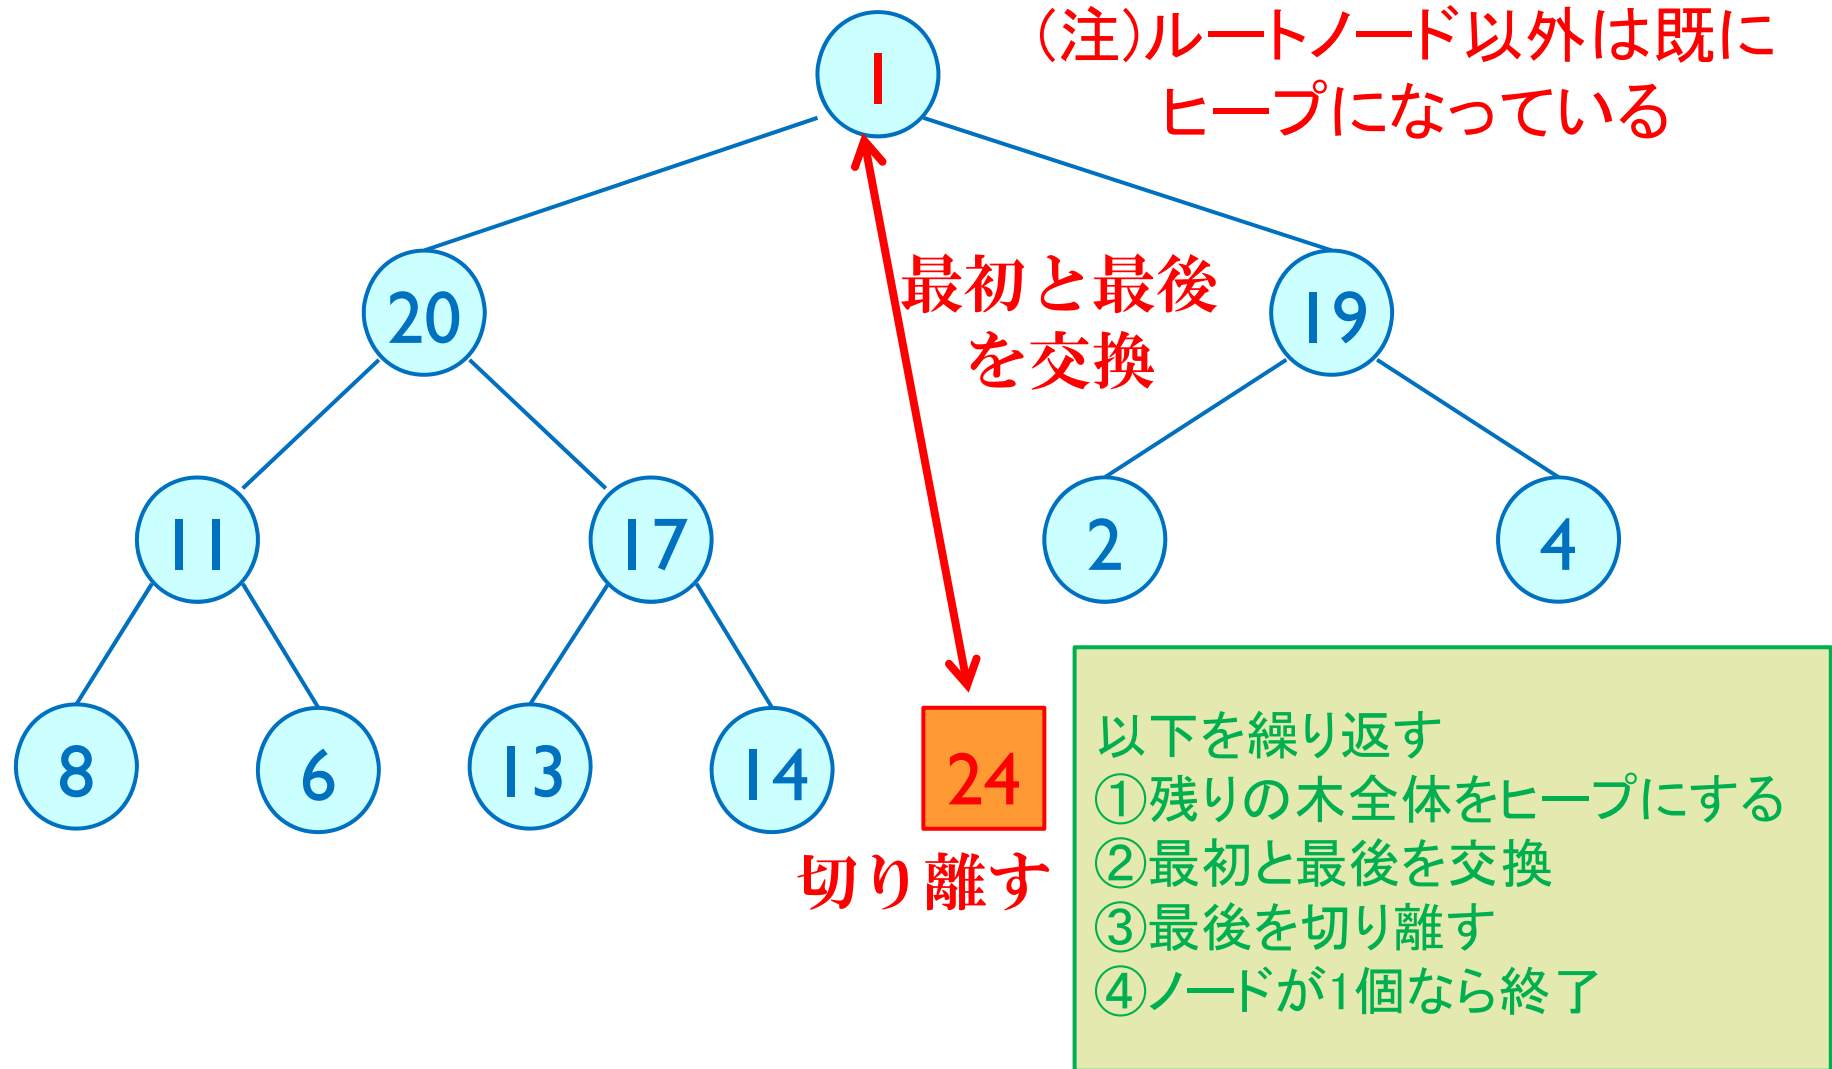 1
(注)ルートノード以外は既に
ヒープになっている
20
最初と最後
を交換
19
11
17
2
4
8
6
13
14
24
切り離す
以下を繰り返す
①残りの木全体をヒープにする
②最初と最後を交換
③最後を切り離す
④ノードが1個なら終了